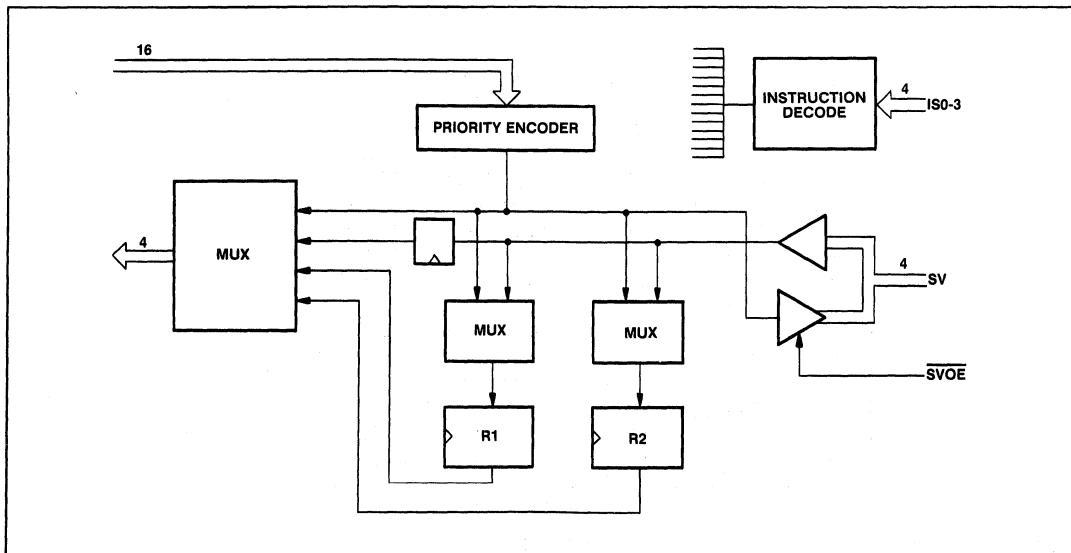 16
PRIORITY ENCODER
INSTRUCTION
DECODE
4
IS0-3
MUX
4
4
SV
MUX
MUX
SVOE
R1
R2